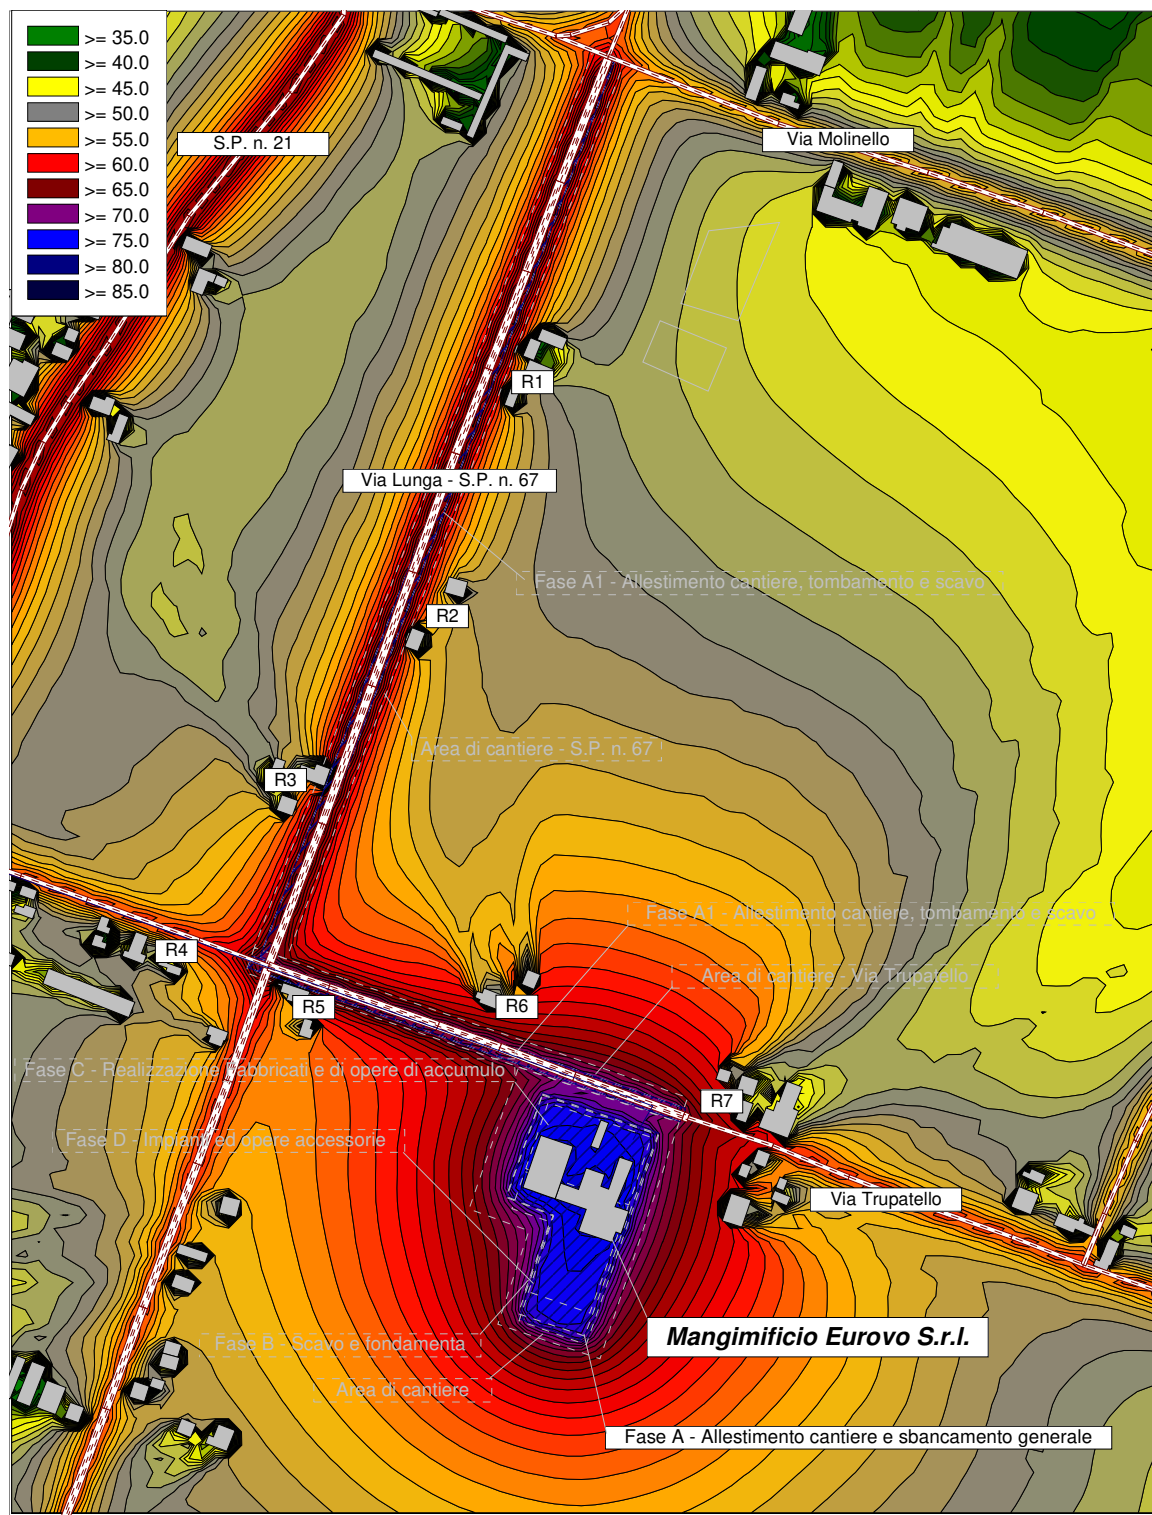 >= 35.0
>= 40.0
>= 45.0
>= 50.0
>= 55.0
>= 60.0
>= 65.0
>= 70.0
>= 75.0
>= 80.0
>= 85.0
S.P. n. 21
Via Molinello
R1
Via Lunga - S.P. n. 67
Fase A1 - Allestimento cantiere, tombamento e scavo
R2
Area di cantiere - S.P. n. 67
R3
Fase A1 - Allestimento cantiere, tombamento e scavo
R4
Area di cantiere - Via Trupatello
R5
R6
Fase C - Realizzazione Fabbricati e di opere di accumulo
R7
Fase D - Impianti ed opere accessorie
Via Trupatello
Mangimificio Eurovo S.r.l.
Fase B - Scavo e fondamenta
Area di cantiere
Fase A - Allestimento cantiere e sbancamento generale